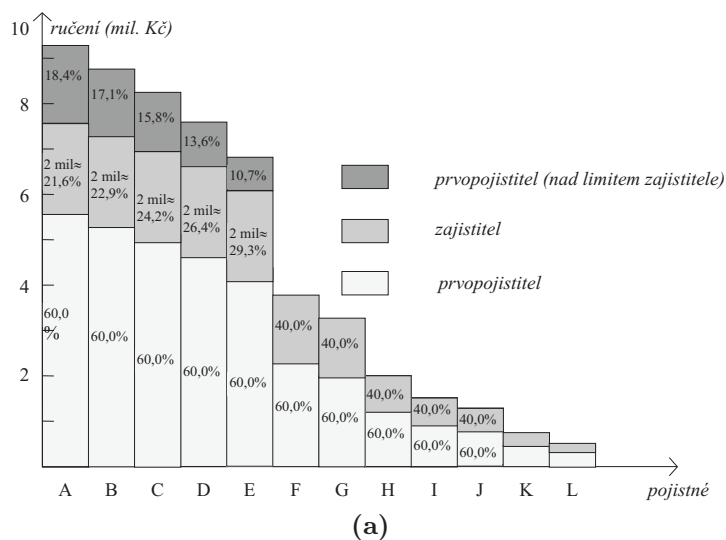 10
ručení (mil. Kč)
18,4%
17,1%
15,8%
13,6%
10,7%
8
2 mil≈
21,6%
2 mil≈
22,9%
2 mil≈
24,2%
2 mil≈
26,4%
2 mil≈
29,3%
prvopojistitel (nad limitem zajistitele)
zajistitel
prvopojistitel
6
4
2
60,0
%
60,0%
60,0%
60,0%
60,0%
40,0%
60,0%
40,0%
60,0%
40,0%
60,0%
40,0%
60,0%
40,0%
60,0%
A B C D E F G H I J K L pojistné
(a)